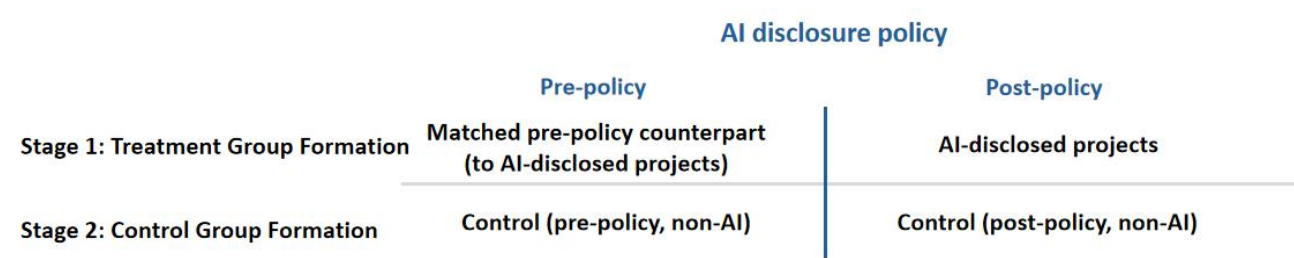 AI disclosure policy
Pre-policy Post-policy
Stage 1: Treatment Group Formation
Matched pre-policy counterpart
(to AI-disclosed projects)
AI-disclosed projects
Stage 2: Control Group Formation
Control (pre-policy, non-AI)
Control (post-policy, non-AI)